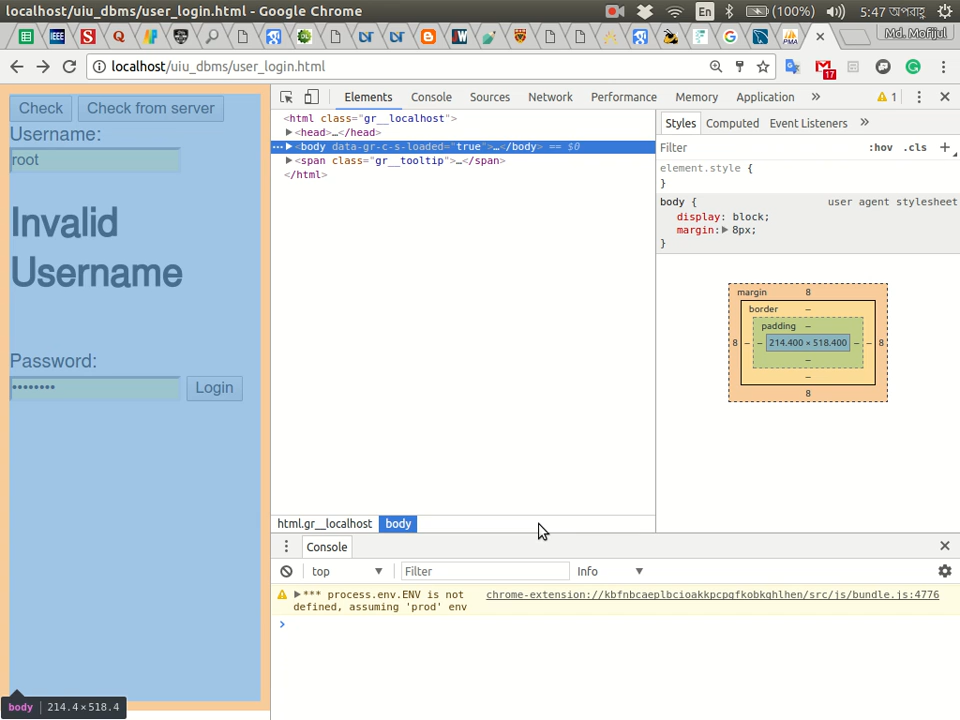 localhost/uiu_dbms/user_login.html - Google Chrome
En
(100%)
5:47 অপরাহ্
Md. Mofijul
localhost/uiu_dbms/user_login.html
17
Check
Check from server
Username:
root
Invalid
Username
Password:
••••••••
Login
Elements
Console
Sources
Network
Performance
Memory
Application
»
1
<html class="gr__localhost">
▶<head>…</head>
▶<body data-gr-c-s-loaded="true">…</body> == $0
▶<span class="gr__tooltip">…</span>
</html>
html.gr__localhost
body
Styles
Computed
Event Listeners
»
Filter
:hov
.cls
+
element.style {
}
body {
user agent stylesheet
display: block;
margin:▶ 8px;
}
margin
8
border
–
padding
–
8
–
–
214.400 × 518.400
–
–
8
–
–
8
Console
top
Filter
Info
▶*** process.env.ENV is not
defined, assuming 'prod' env
chrome-extension://kbfnbcaeplbcioakkpcpgfkobkghlhen/src/js/bundle.js:4776
body
214.4 × 518.4